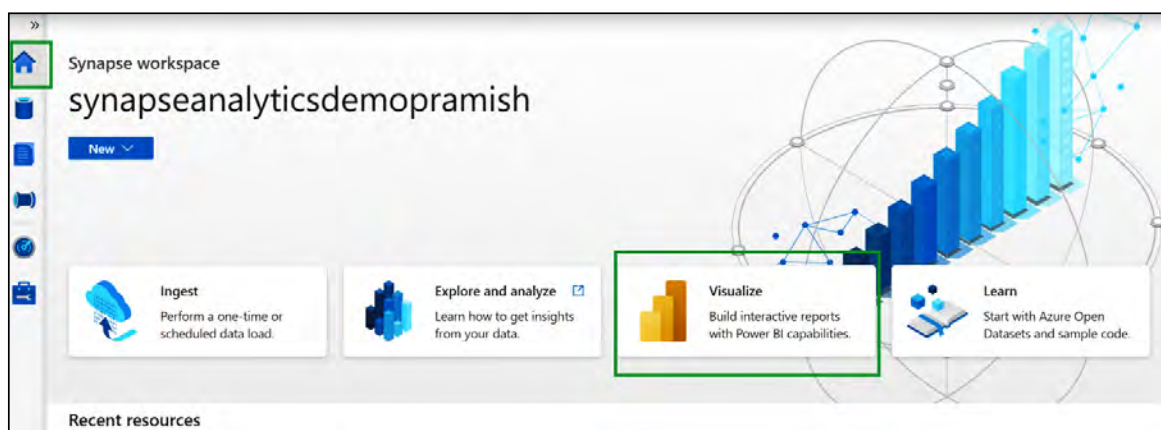 »
Synapse workspace
synapseanalyticsdemopramish
New
Ingest
Perform a one-time or
scheduled data load.
Explore and analyze
Learn how to get insights
from your data.
Visualize
Build interactive reports
with Power BI capabilities.
Learn
Start with Azure Open
Datasets and sample code.
Recent resources